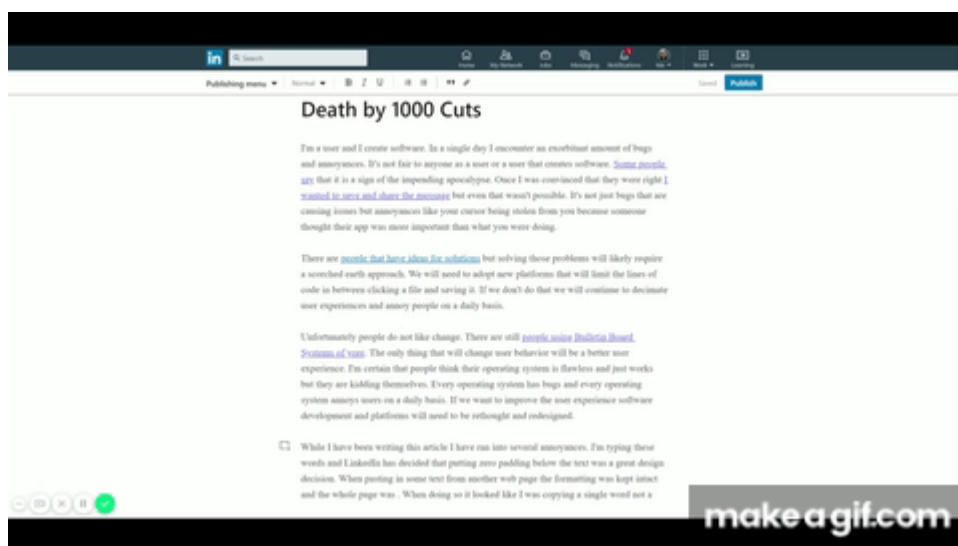 in Search
Home My Network Jobs Messaging Notifications Me Work Learning
Publishing menu Normal B I U Saved Publish
Death by 1000 Cuts
I'm a user and I create software. In a single day I encounter an exorbitant amount of bugs
and annoyances. It's not fair to anyone as a user or a user that creates software. Some people
say that it is a sign of the impending apocalypse. Once I was convinced that they were right I
wanted to save and share the message but even that wasn't possible. It's not just bugs that are
causing issues but annoyances like your cursor being stolen from you because someone
thought their app was more important than what you were doing.
There are people that have ideas for solutions but solving those problems will likely require
a scorched earth approach. We will need to adopt new platforms that will limit the lines of
code in between clicking a file and saving it. If we don't do that we will continue to decimate
user experiences and annoy people on a daily basis.
Unfortunately people do not like change. There are still people using Bulletin Board
Systems of yore. The only thing that will change user behavior will be a better user
experience. I'm certain that people think their operating system is flawless and just works
but they are kidding themselves. Every operating system has bugs and every operating
system annoys users on a daily basis. If we want to improve the user experience software
development and platforms will need to be rethought and redesigned.
While I have been writing this article I have ran into several annoyances. I'm typing these
words and LinkedIn has decided that putting zero padding below the text was a great design
decision. When pasting in some text from another web page the formatting was kept intact
and the whole page was . When doing so it looked like I was copying a single word not a
makeagif.com